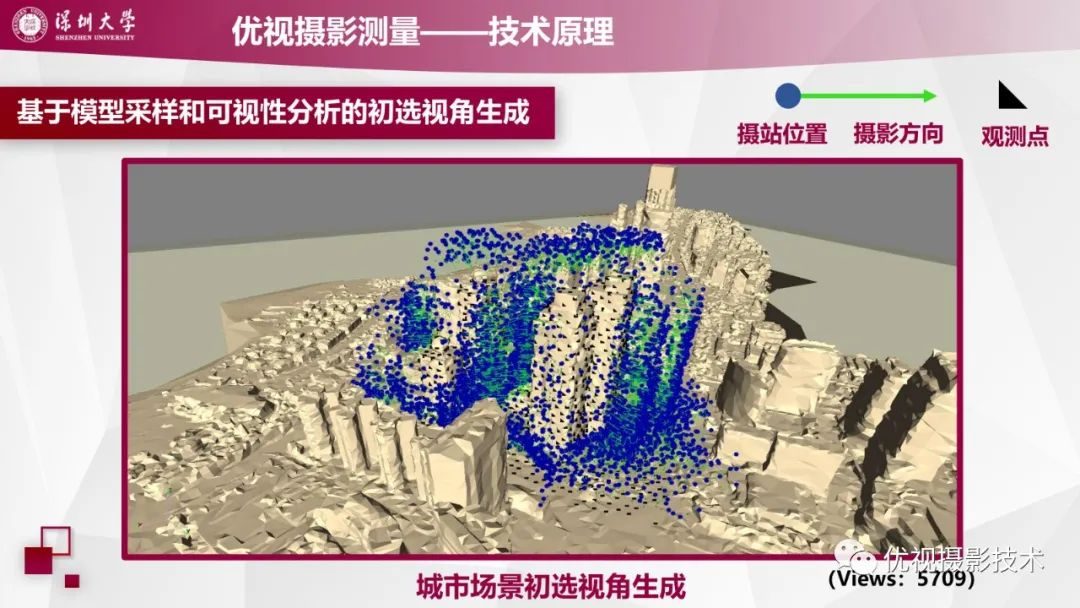 深圳大学
SHENZHEN UNIVERSITY
优视摄影测量——技术原理
基于模型采样和可视性分析的初选视角生成
摄站位置 摄影方向 观测点
优视摄影技术
城市场景初选视角生成
(Views：5709)